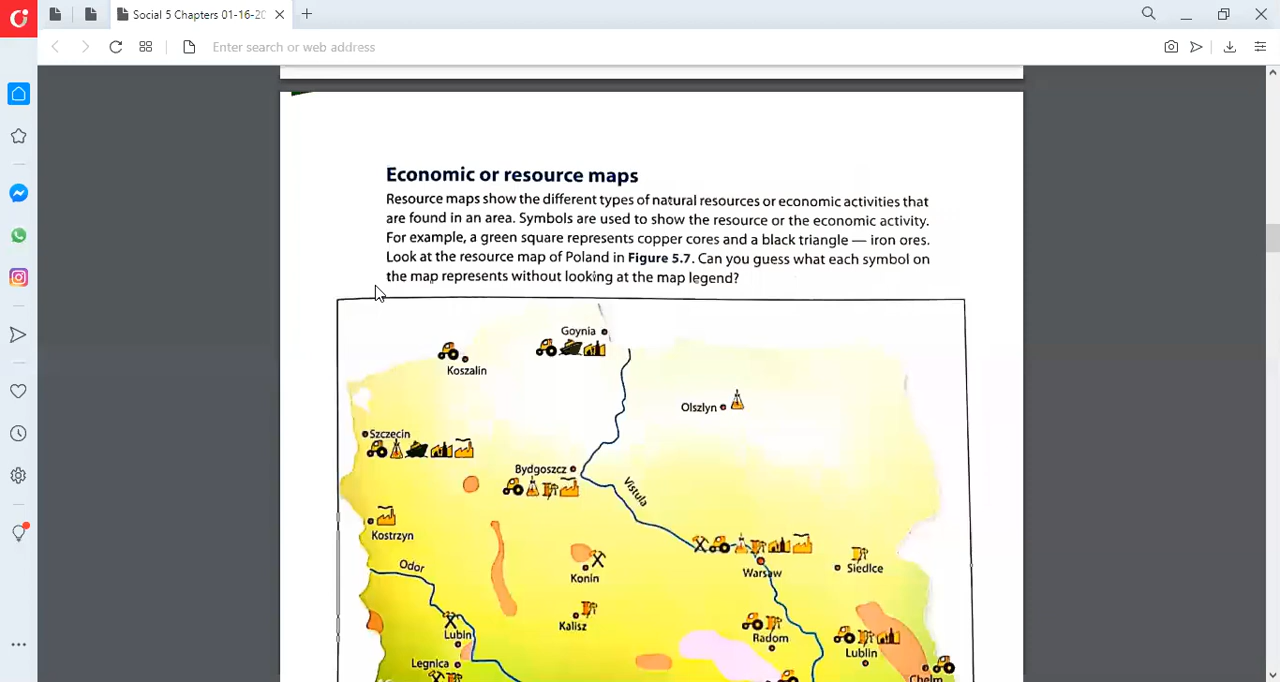 Social 5 Chapters 01-16-20
Enter search or web address
Economic or resource maps
Resource maps show the different types of natural resources or economic activities that
are found in an area. Symbols are used to show the resource or the economic activity.
For example, a green square represents copper cores and a black triangle — iron ores.
Look at the resource map of Poland in Figure 5.7. Can you guess what each symbol on
the map represents without looking at the map legend?
Goynia
Koszalin
Olszlyn
Szczecin
Bydgoszcz
Vistula
Kostrzyn
Warsaw
Siedlce
Odor
Konin
Kalisz
Lubin
Radom
Lublin
Legnica
Chelm